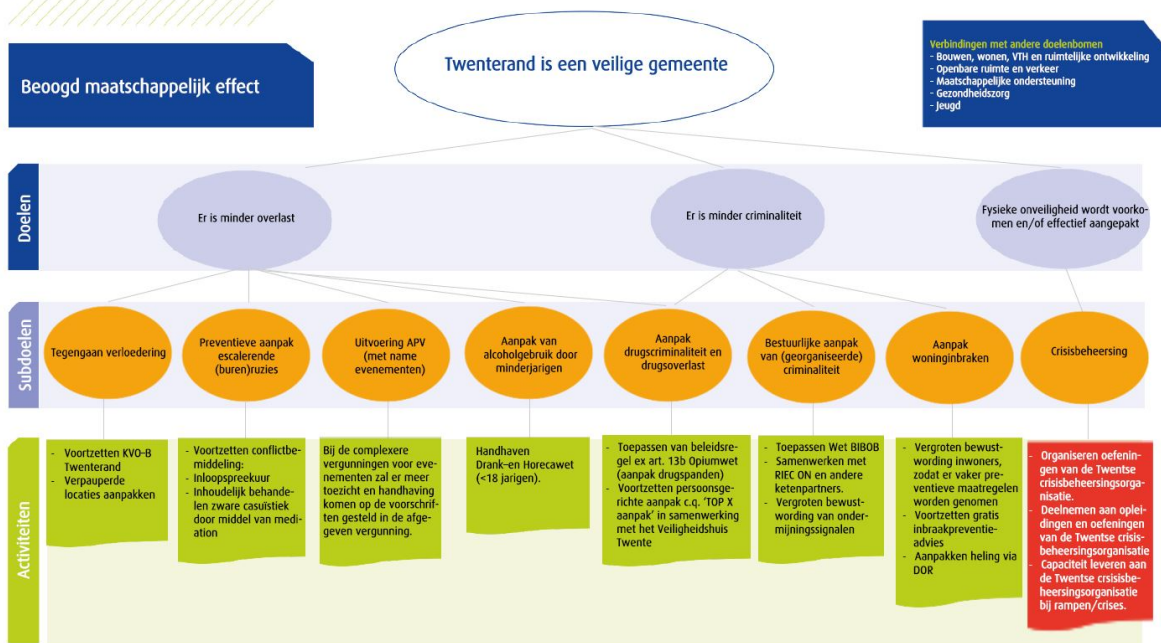 Beoogd maatschappelijk effect
Twenterand is een veilige gemeente
Verbindingen met andere doelenbomen
- Bouwen, wonen, VTH en ruimtelijke ontwikkeling
- Openbare ruimte en verkeer
- Maatschappelijke ondersteuning
- Gezondheidszorg
- Jeugd
Doelen
Er is minder overlast
Er is minder criminaliteit
Fysieke onveiligheid wordt voorko-
men en/of effectief aangepakt
Subdoelen
Tegengaan verloedering
Preventieve aanpak
escalerende
(buren)ruzies
Uitvoering APV
(met name
evenementen)
Aanpak van
alcoholgebruik door
minderjarigen
Aanpak
drugscriminaliteit en
drugsoverlast
Bestuurlijke aanpak
van (georganiseerde)
criminaliteit
Aanpak
woninginbraken
Crisisbeheersing
Activiteiten
- Voortzetten KVO-B
Twenterand
- Verpauperde
locaties aanpakken
- Voortzetten conflictbe-
middeling:
- Inloopspreekuur
- Inhoudelijk behande-
len zware casuïstiek
door middel van medi-
ation
Bij de complexere
vergunningen voor eve-
nementen zal er meer
toezicht en handhaving
komen op de voorschrif-
ten gesteld in de afge-
geven vergunning.
Handhaven
Drank-en Horecawet
(<18 jarigen).
- Toepassen van beleidsre-
gel ex art. 13b Opiumwet
(aanpak drugspanden)
- Voortzetten persoonsge-
richte aanpak c.q. 'TOP X
aanpak' in samenwerking
met het Veiligheidshuis
Twente
- Toepassen Wet BIBOB
- Samenwerken met
RIEC ON en andere
ketenpartners.
- Vergroten bewust-
wording van onder-
mijningssignalen
- Vergroten bewust-
wording inwoners,
zodat er vaker pre-
ventieve maatregelen
worden genomen
- Voortzetten gratis
inbraakpreventie-
advies
- Aanpakken heling via
DOR
- Organiseren oefenin-
gen van de Twentse
crisisbeheersingsorga-
nisatie.
- Deelnemen aan oplei-
dingen en oefeningen
van de Twentse crisis-
beheersingsorganisatie
- Capaciteit leveren aan
de Twentse crsisbe-
heersingsorganisatie
bij rampen/crises.